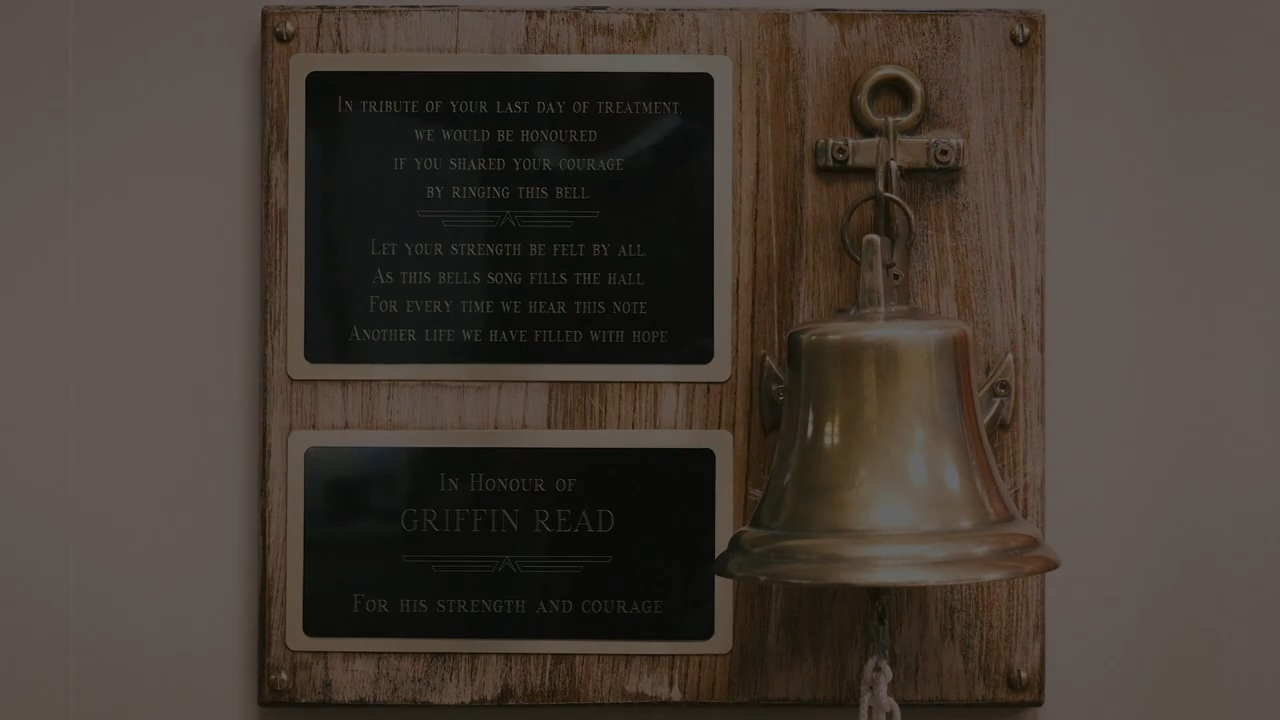 In tribute of your last day of treatment,
we would be honoured
if you shared your courage
by ringing this bell.
Let your strength be felt by all.
As this bells song fills the hall
For every time we hear this note
Another life we have filled with hope
In Honour of
GRIFFIN READ
For his strength and courage